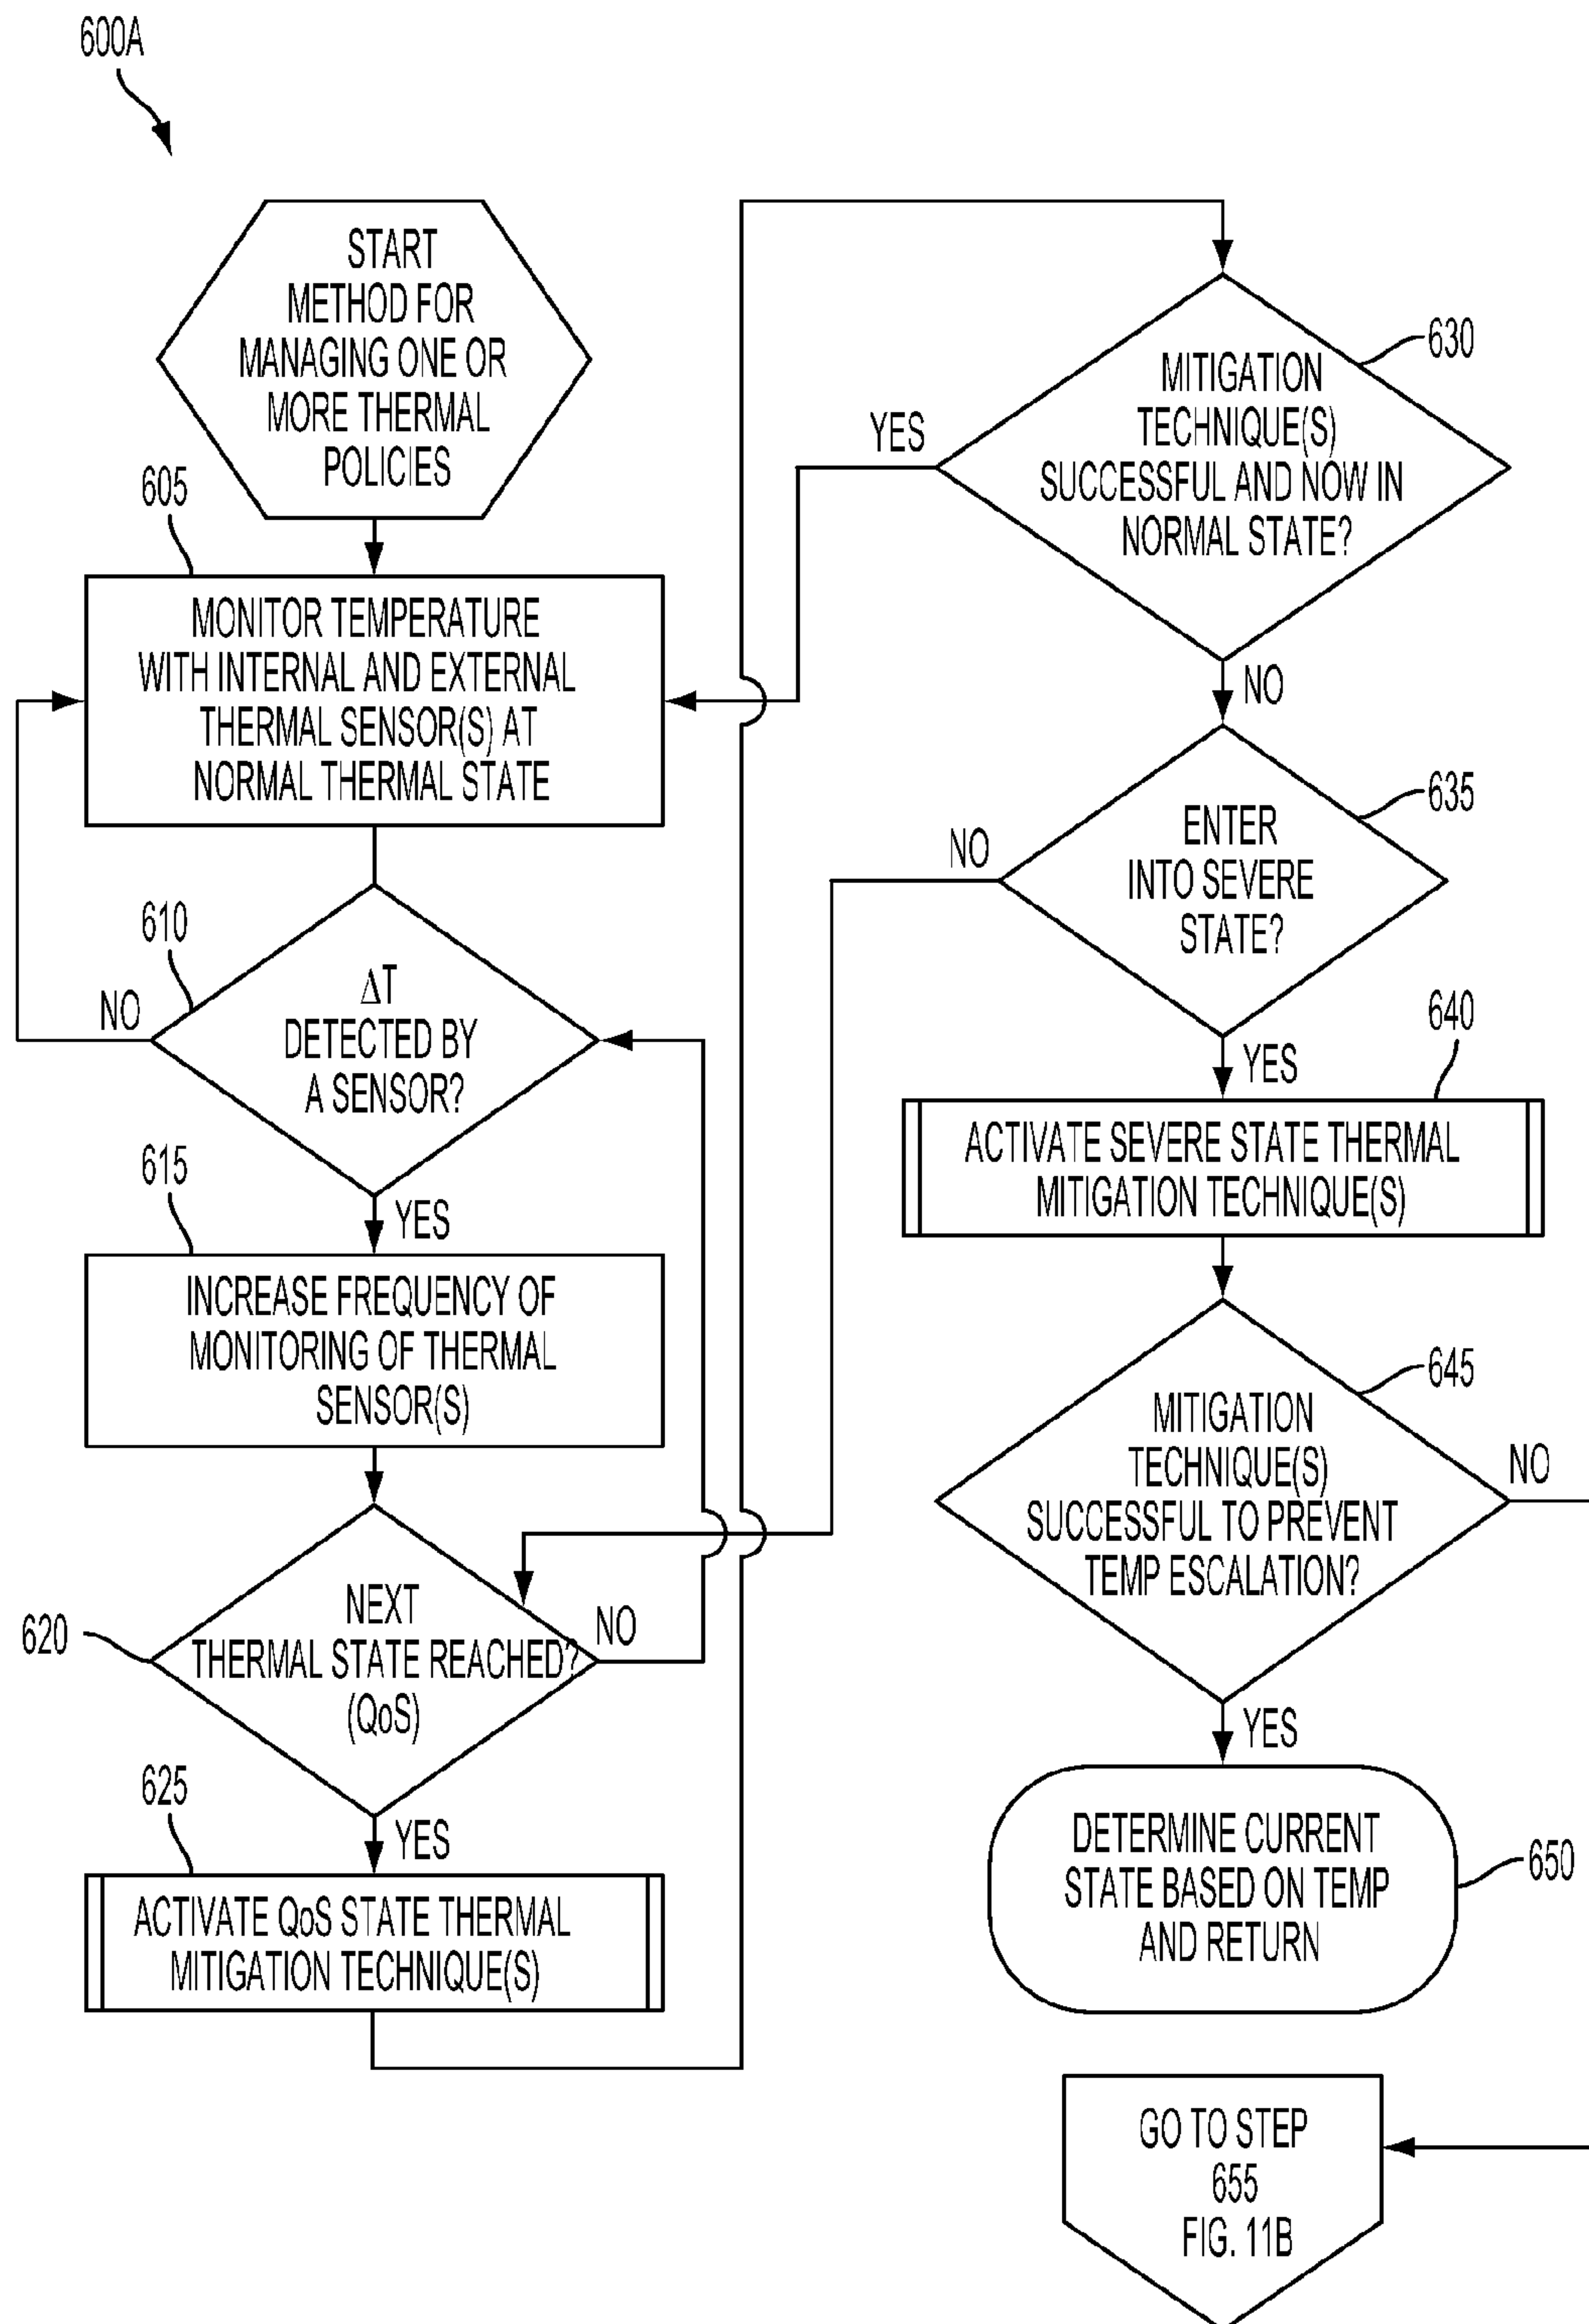 600A
START
METHOD FOR
MANAGING ONE OR
MORE THERMAL
POLICIES
605
MONITOR TEMPERATURE
WITH INTERNAL AND EXTERNAL
THERMAL SENSOR(S) AT
NORMAL THERMAL STATE
610
NO
ΔT
DETECTED BY
A SENSOR?
YES
615
INCREASE FREQUENCY OF
MONITORING OF THERMAL
SENSOR(S)
620
NEXT
THERMAL STATE REACHED?
(QoS)
NO
YES
625
ACTIVATE QoS STATE THERMAL
MITIGATION TECHNIQUE(S)
630
MITIGATION
TECHNIQUE(S)
SUCCESSFUL AND NOW IN
NORMAL STATE?
YES
NO
635
ENTER
INTO SEVERE
STATE?
NO
YES
640
ACTIVATE SEVERE STATE THERMAL
MITIGATION TECHNIQUE(S)
645
MITIGATION
TECHNIQUE(S)
SUCCESSFUL TO PREVENT
TEMP ESCALATION?
NO
YES
DETERMINE CURRENT
STATE BASED ON TEMP
AND RETURN
650
GO TO STEP
655
FIG. 11B